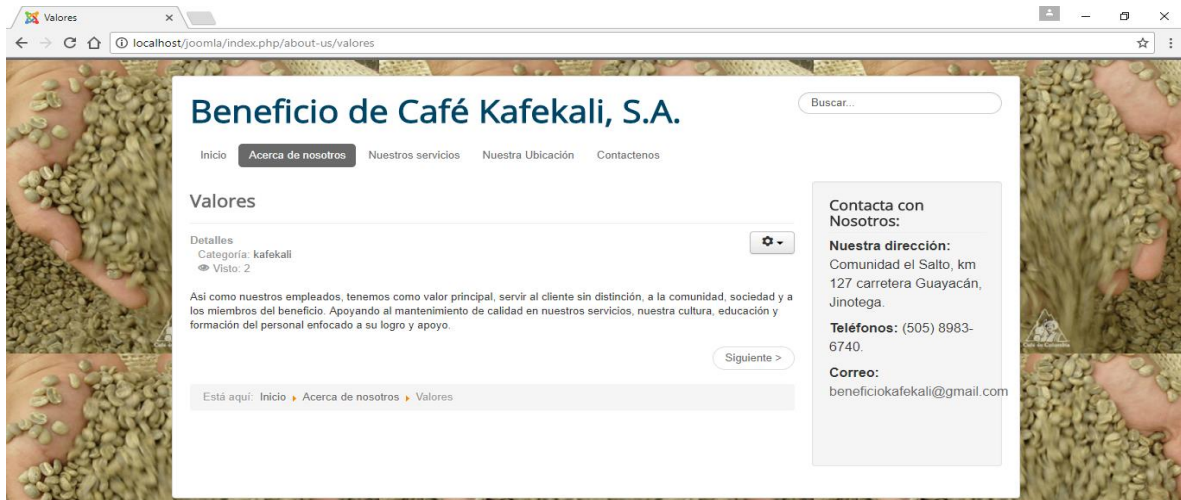 Valores
localhost/joomla/index.php/about-us/valores
Beneficio de Café Kafekali, S.A.
Buscar...
Inicio Acerca de nosotros Nuestros servicios Nuestra Ubicación Contactenos
Valores
Detalles
Categoría: kafekali
Visto: 2
Asi como nuestros empleados, tenemos como valor principal, servir al cliente sin distinción, a la comunidad, sociedad y a
los miembros del beneficio. Apoyando al mantenimiento de calidad en nuestros servicios, nuestra cultura, educación y
formación del personal enfocado a su logro y apoyo.
Siguiente >
Está aquí: Inicio Acerca de nosotros Valores
Contacta con
Nosotros:
Nuestra dirección:
Comunidad el Salto, km
127 carretera Guayacán,
Jinotega.
Teléfonos: (505) 8983-
6740.
Correo:
beneficiokafekali@gmail.com
Café de Colombia